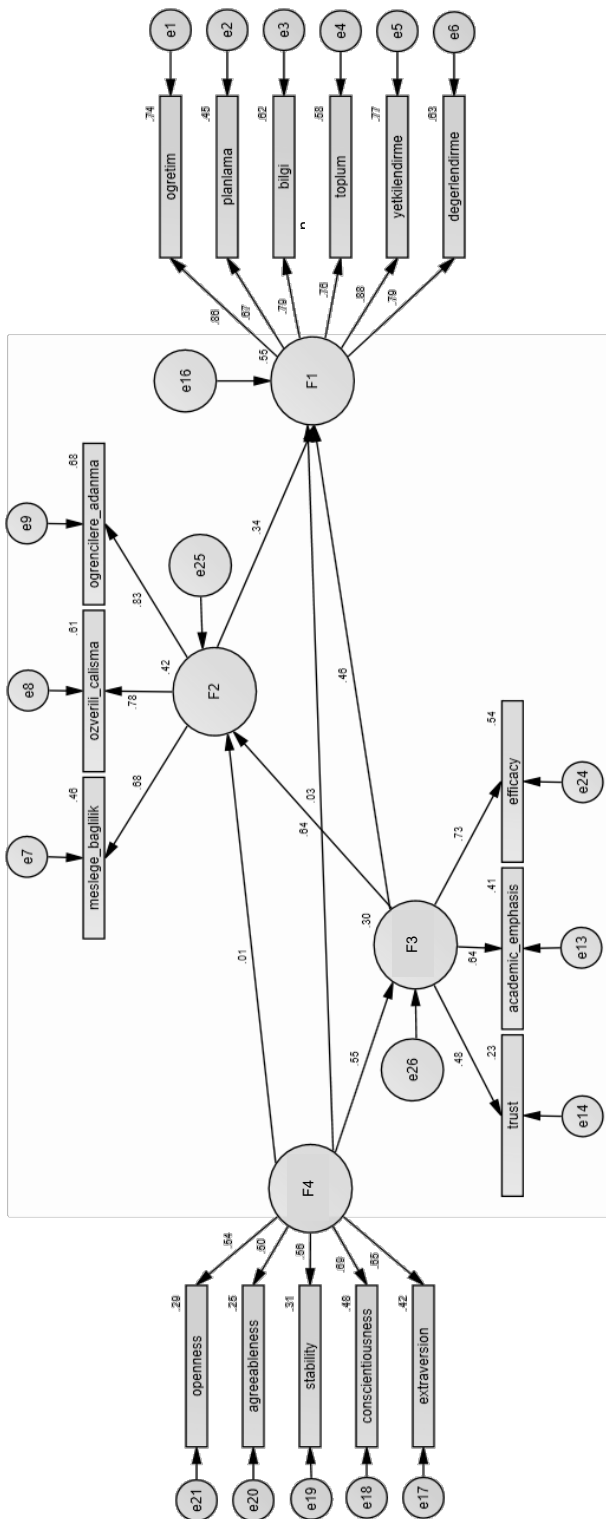 e1
e2
e3
e4
e5
e6
.74
.45
.62
.58
.77
.63
ogretim
planlama
bilgi
toplum
yetkilendirme
degerlendirme
.86
.67
.79
.76
.88
.79
.55
F1
e16
e9
e8
e7
.68
.61
.46
ogrencilere_adanma
ozverili_calisma
meslege_baglilik
.83
.78
.68
.42
F2
e25
.34
.46
.03
.64
.01
.55
.30
F3
e26
.73
.64
.48
.54
.41
.23
efficacy
academic_emphasis
trust
e24
e13
e14
F4
.54
.50
.56
.69
.65
.29
.25
.31
.48
.42
openness
agreeableness
stability
conscientiousness
extraversion
e21
e20
e19
e18
e17